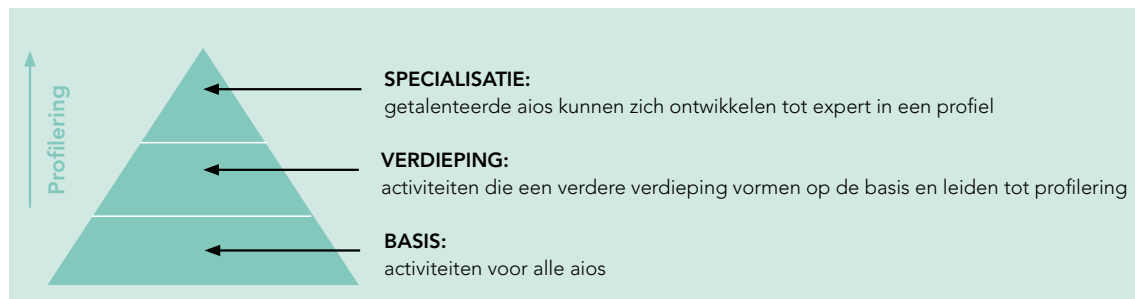 Profilering
SPECIALISATIE:
getalenteerde aios kunnen zich ontwikkelen tot expert in een profiel
VERDIEPING:
activiteiten die een verdere verdieping vormen op de basis en leiden tot profilering
BASIS:
activiteiten voor alle aios